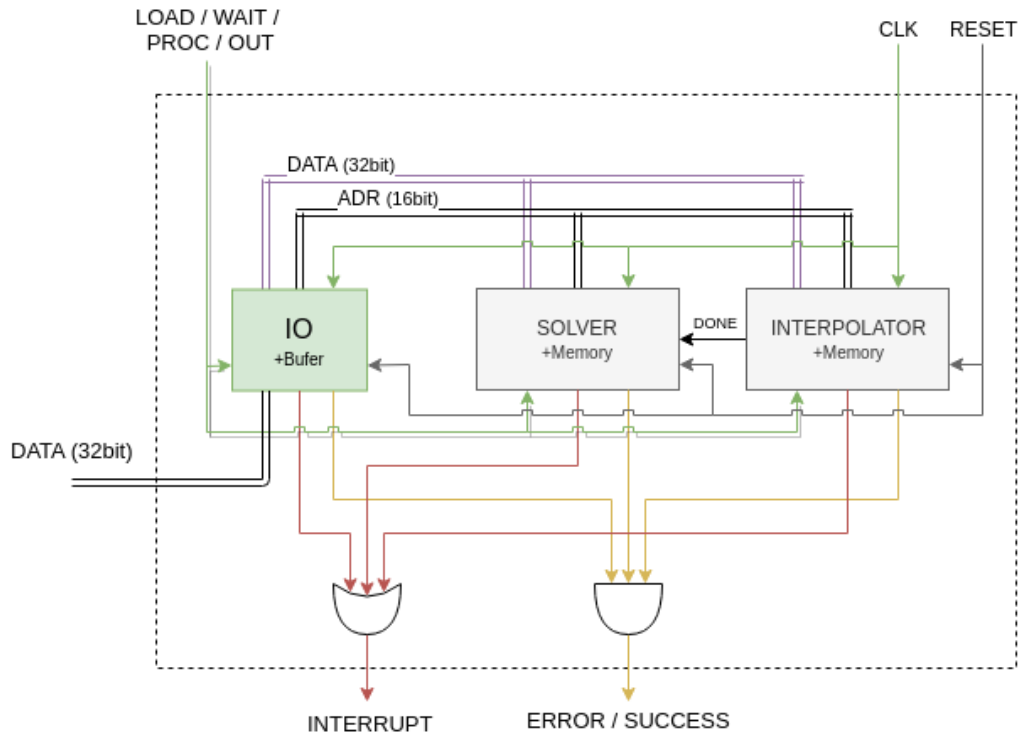 LOAD / WAIT /
PROC / OUT
CLK
RESET
DATA (32bit)
ADR (16bit)
IO
+Bufer
SOLVER
+Memory
DONE
INTERPOLATOR
+Memory
DATA (32bit)
INTERRUPT
ERROR / SUCCESS